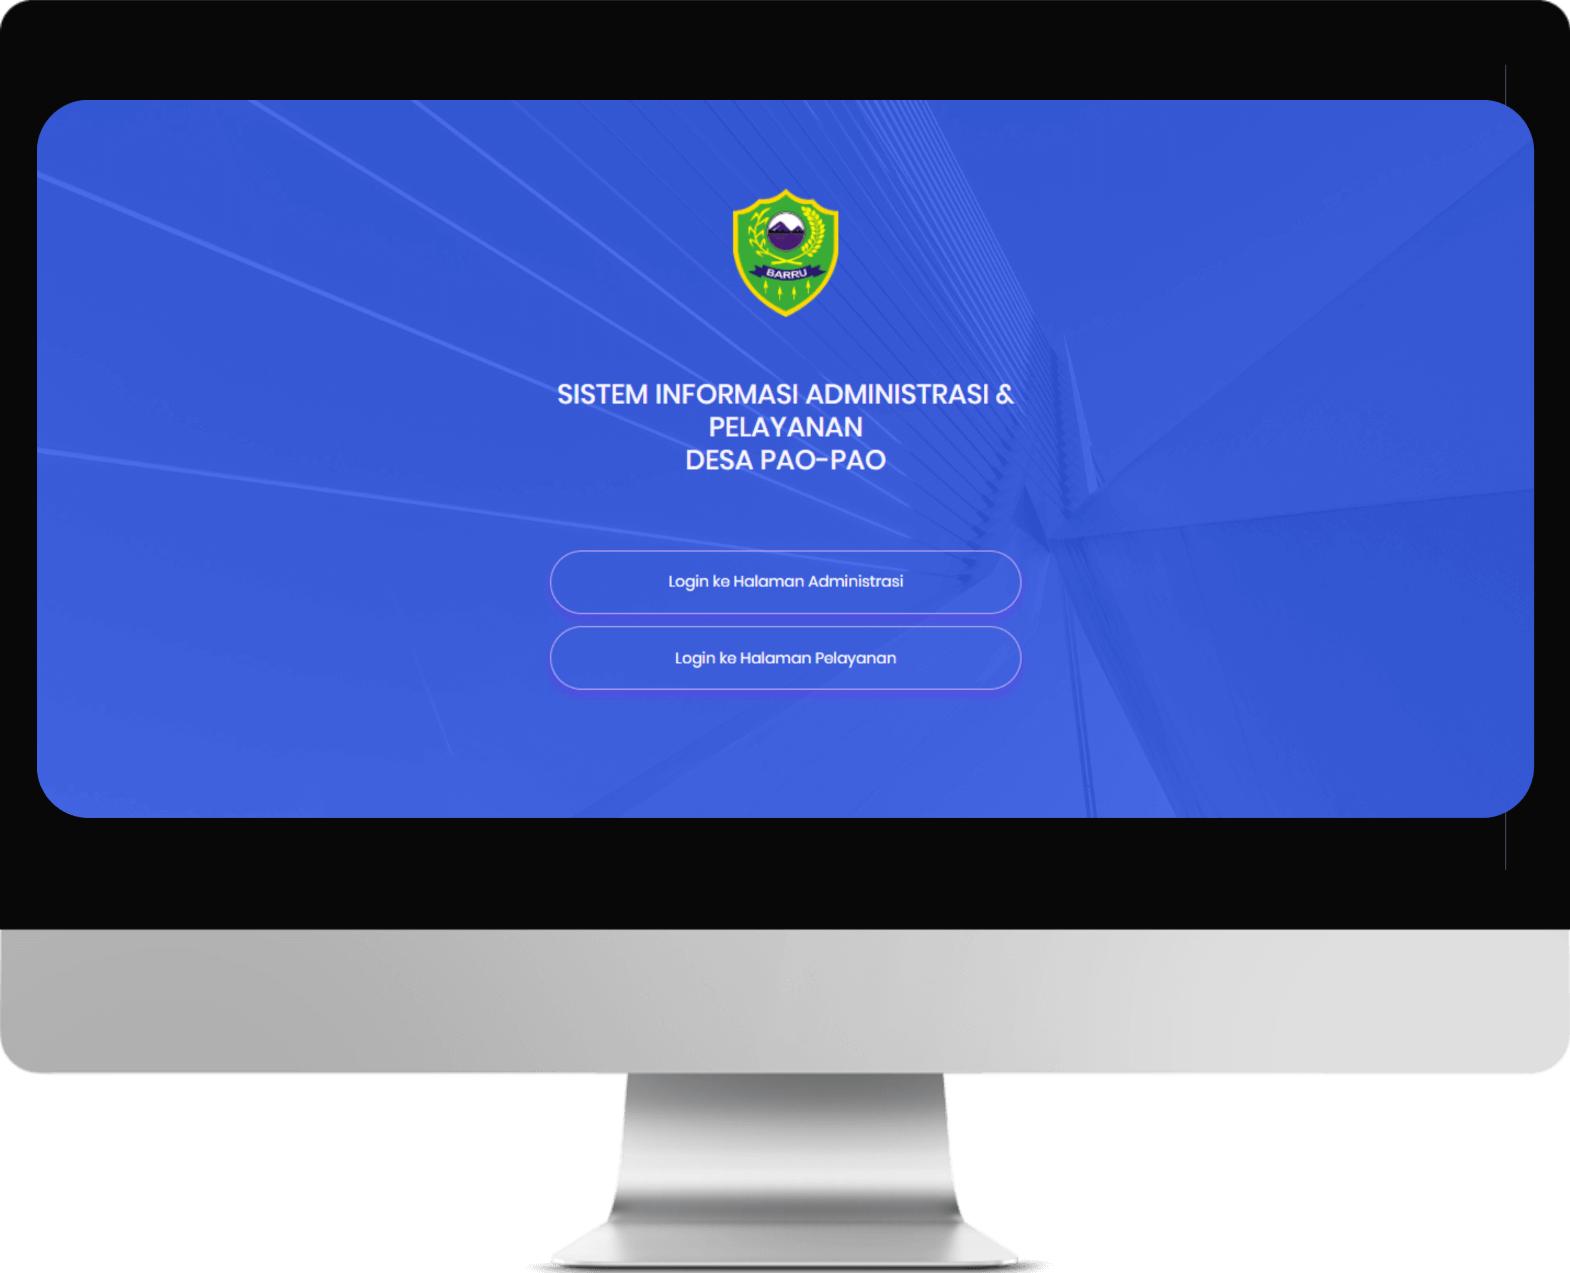 BARRU
SISTEM INFORMASI ADMINISTRASI &
PELAYANAN
DESA PAO-PAO
Login ke Halaman Administrasi
Login ke Halaman Pelayanan